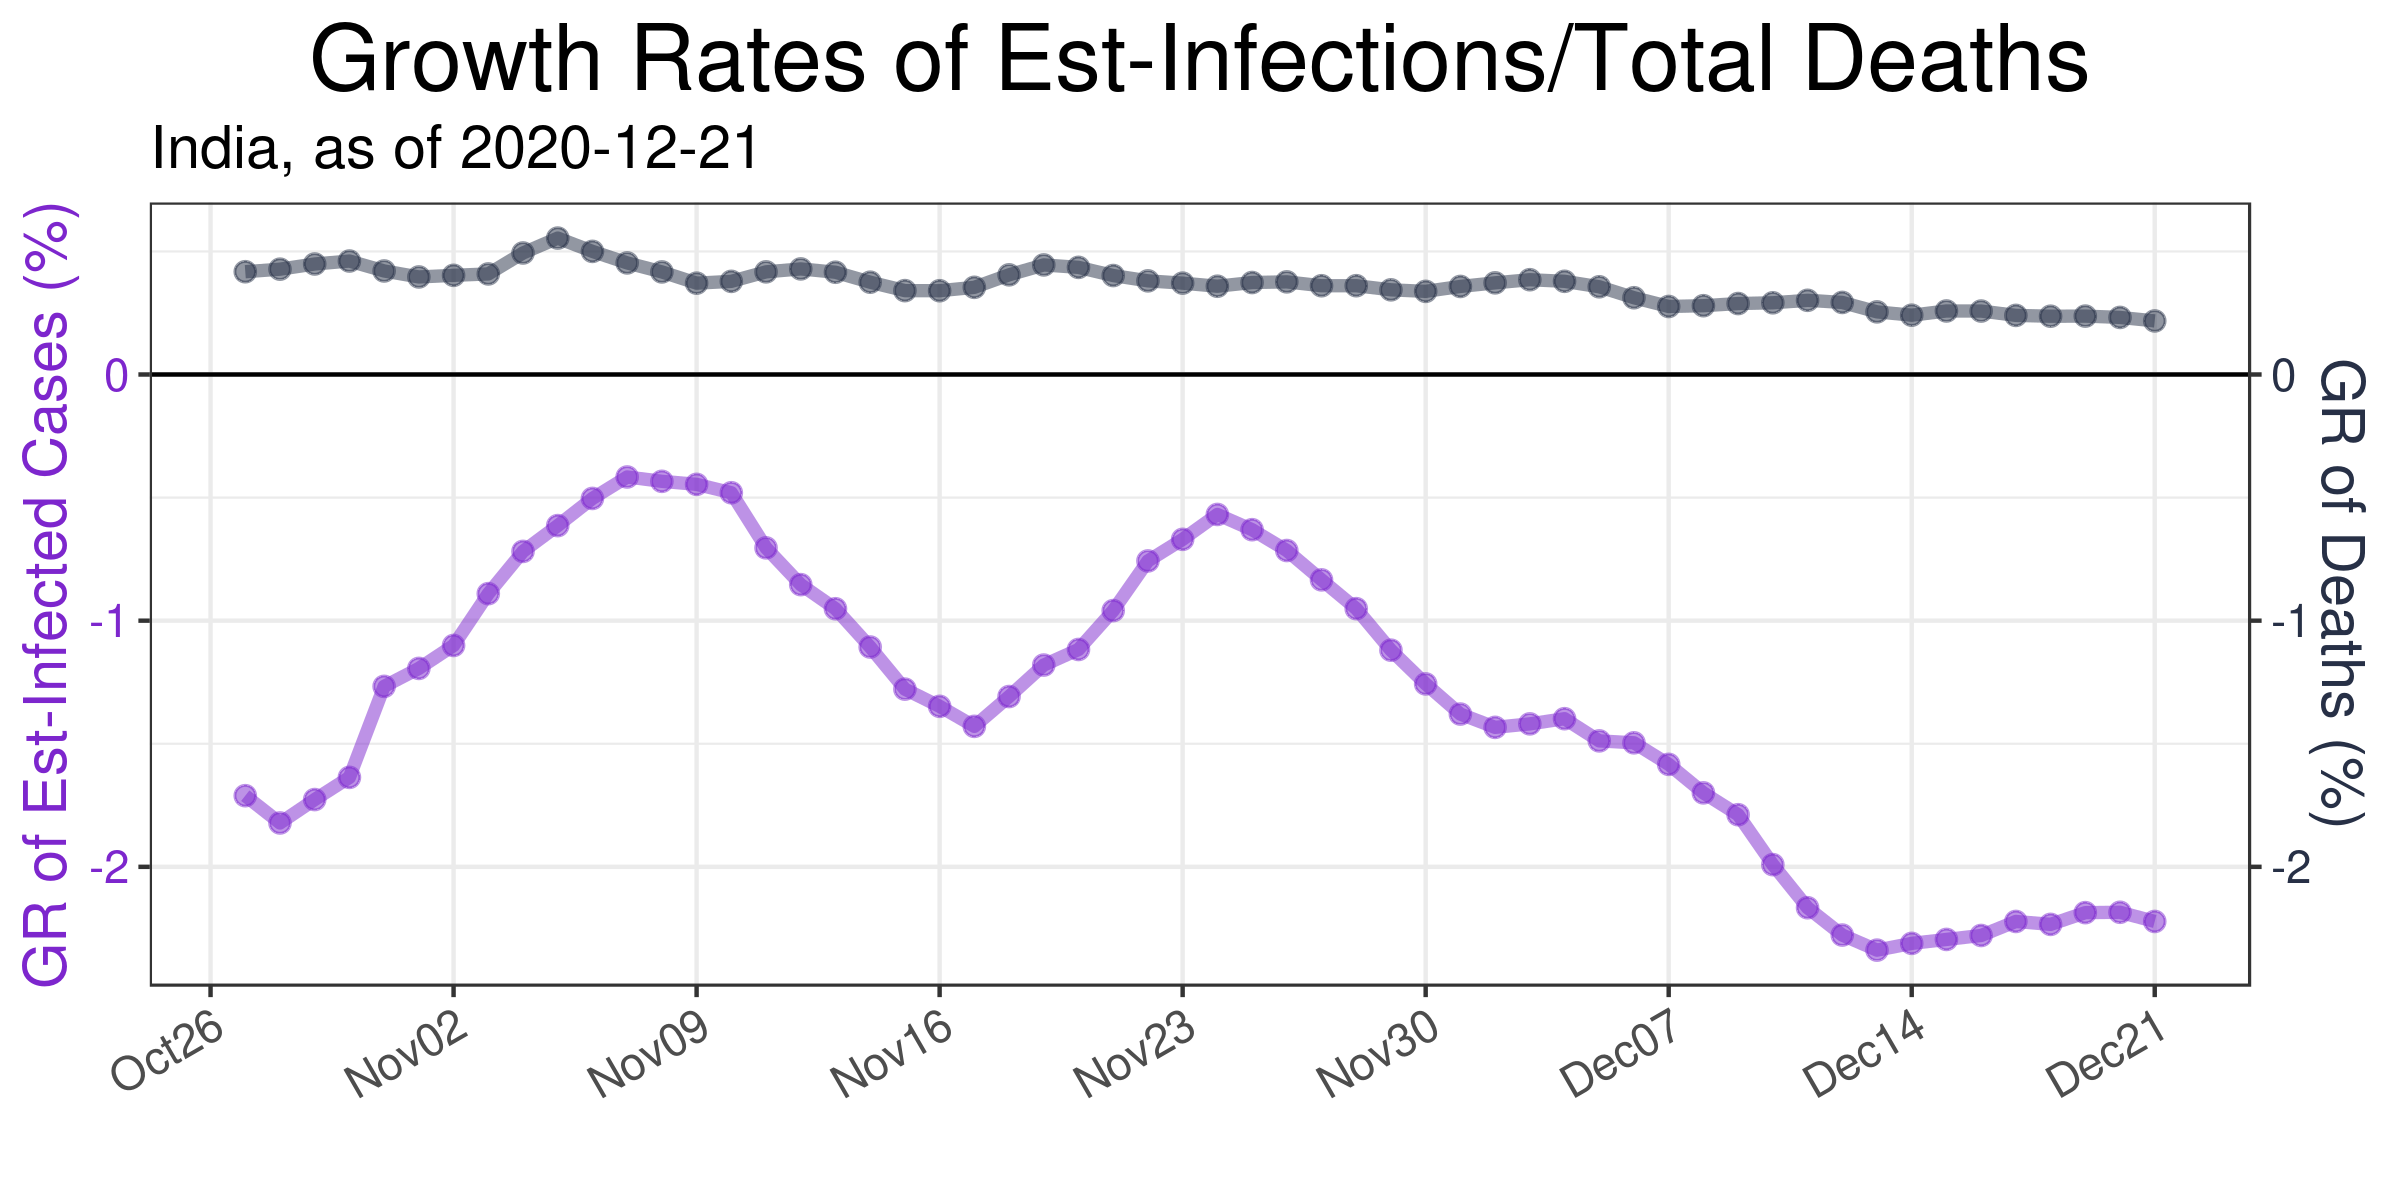 Growth Rates of Est-Infections/Total Deaths
India, as of 2020-12-21
GR of Est-Infected Cases (%)
0
-1
-2
0
-1
-2
GR of Deaths (%)
Oct26
Nov02
Nov09
Nov16
Nov23
Nov30
Dec07
Dec14
Dec21